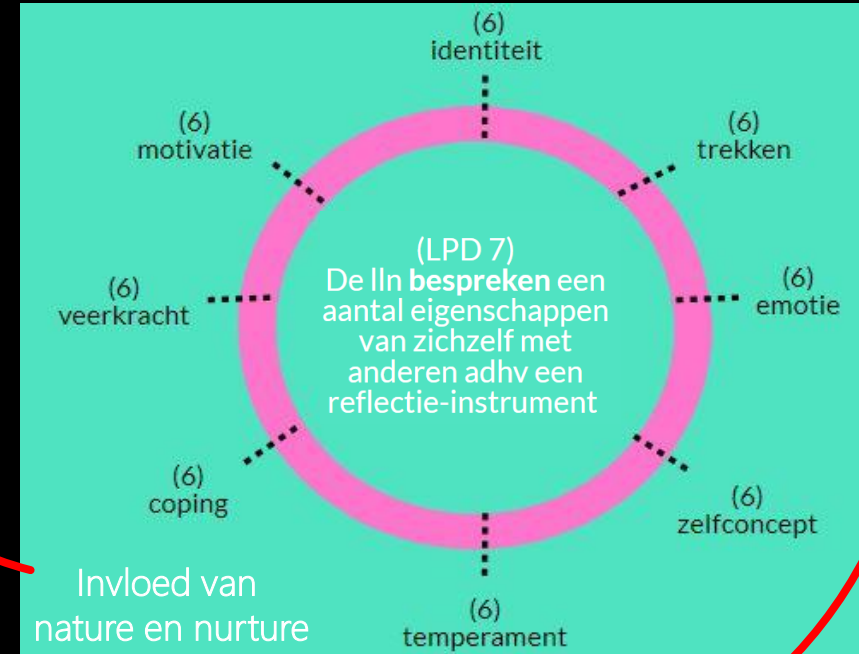 (6)
identiteit
(6)
motivatie
(6)
trekken
(LPD 7)
De lln bespreken een
aantal eigenschappen
van zichzelf met
anderen adhv een
reflectie-instrument
(6)
veerkracht
(6)
emotie
(6)
coping
(6)
zelfconcept
Invloed van
nature en nurture
(6)
temperament